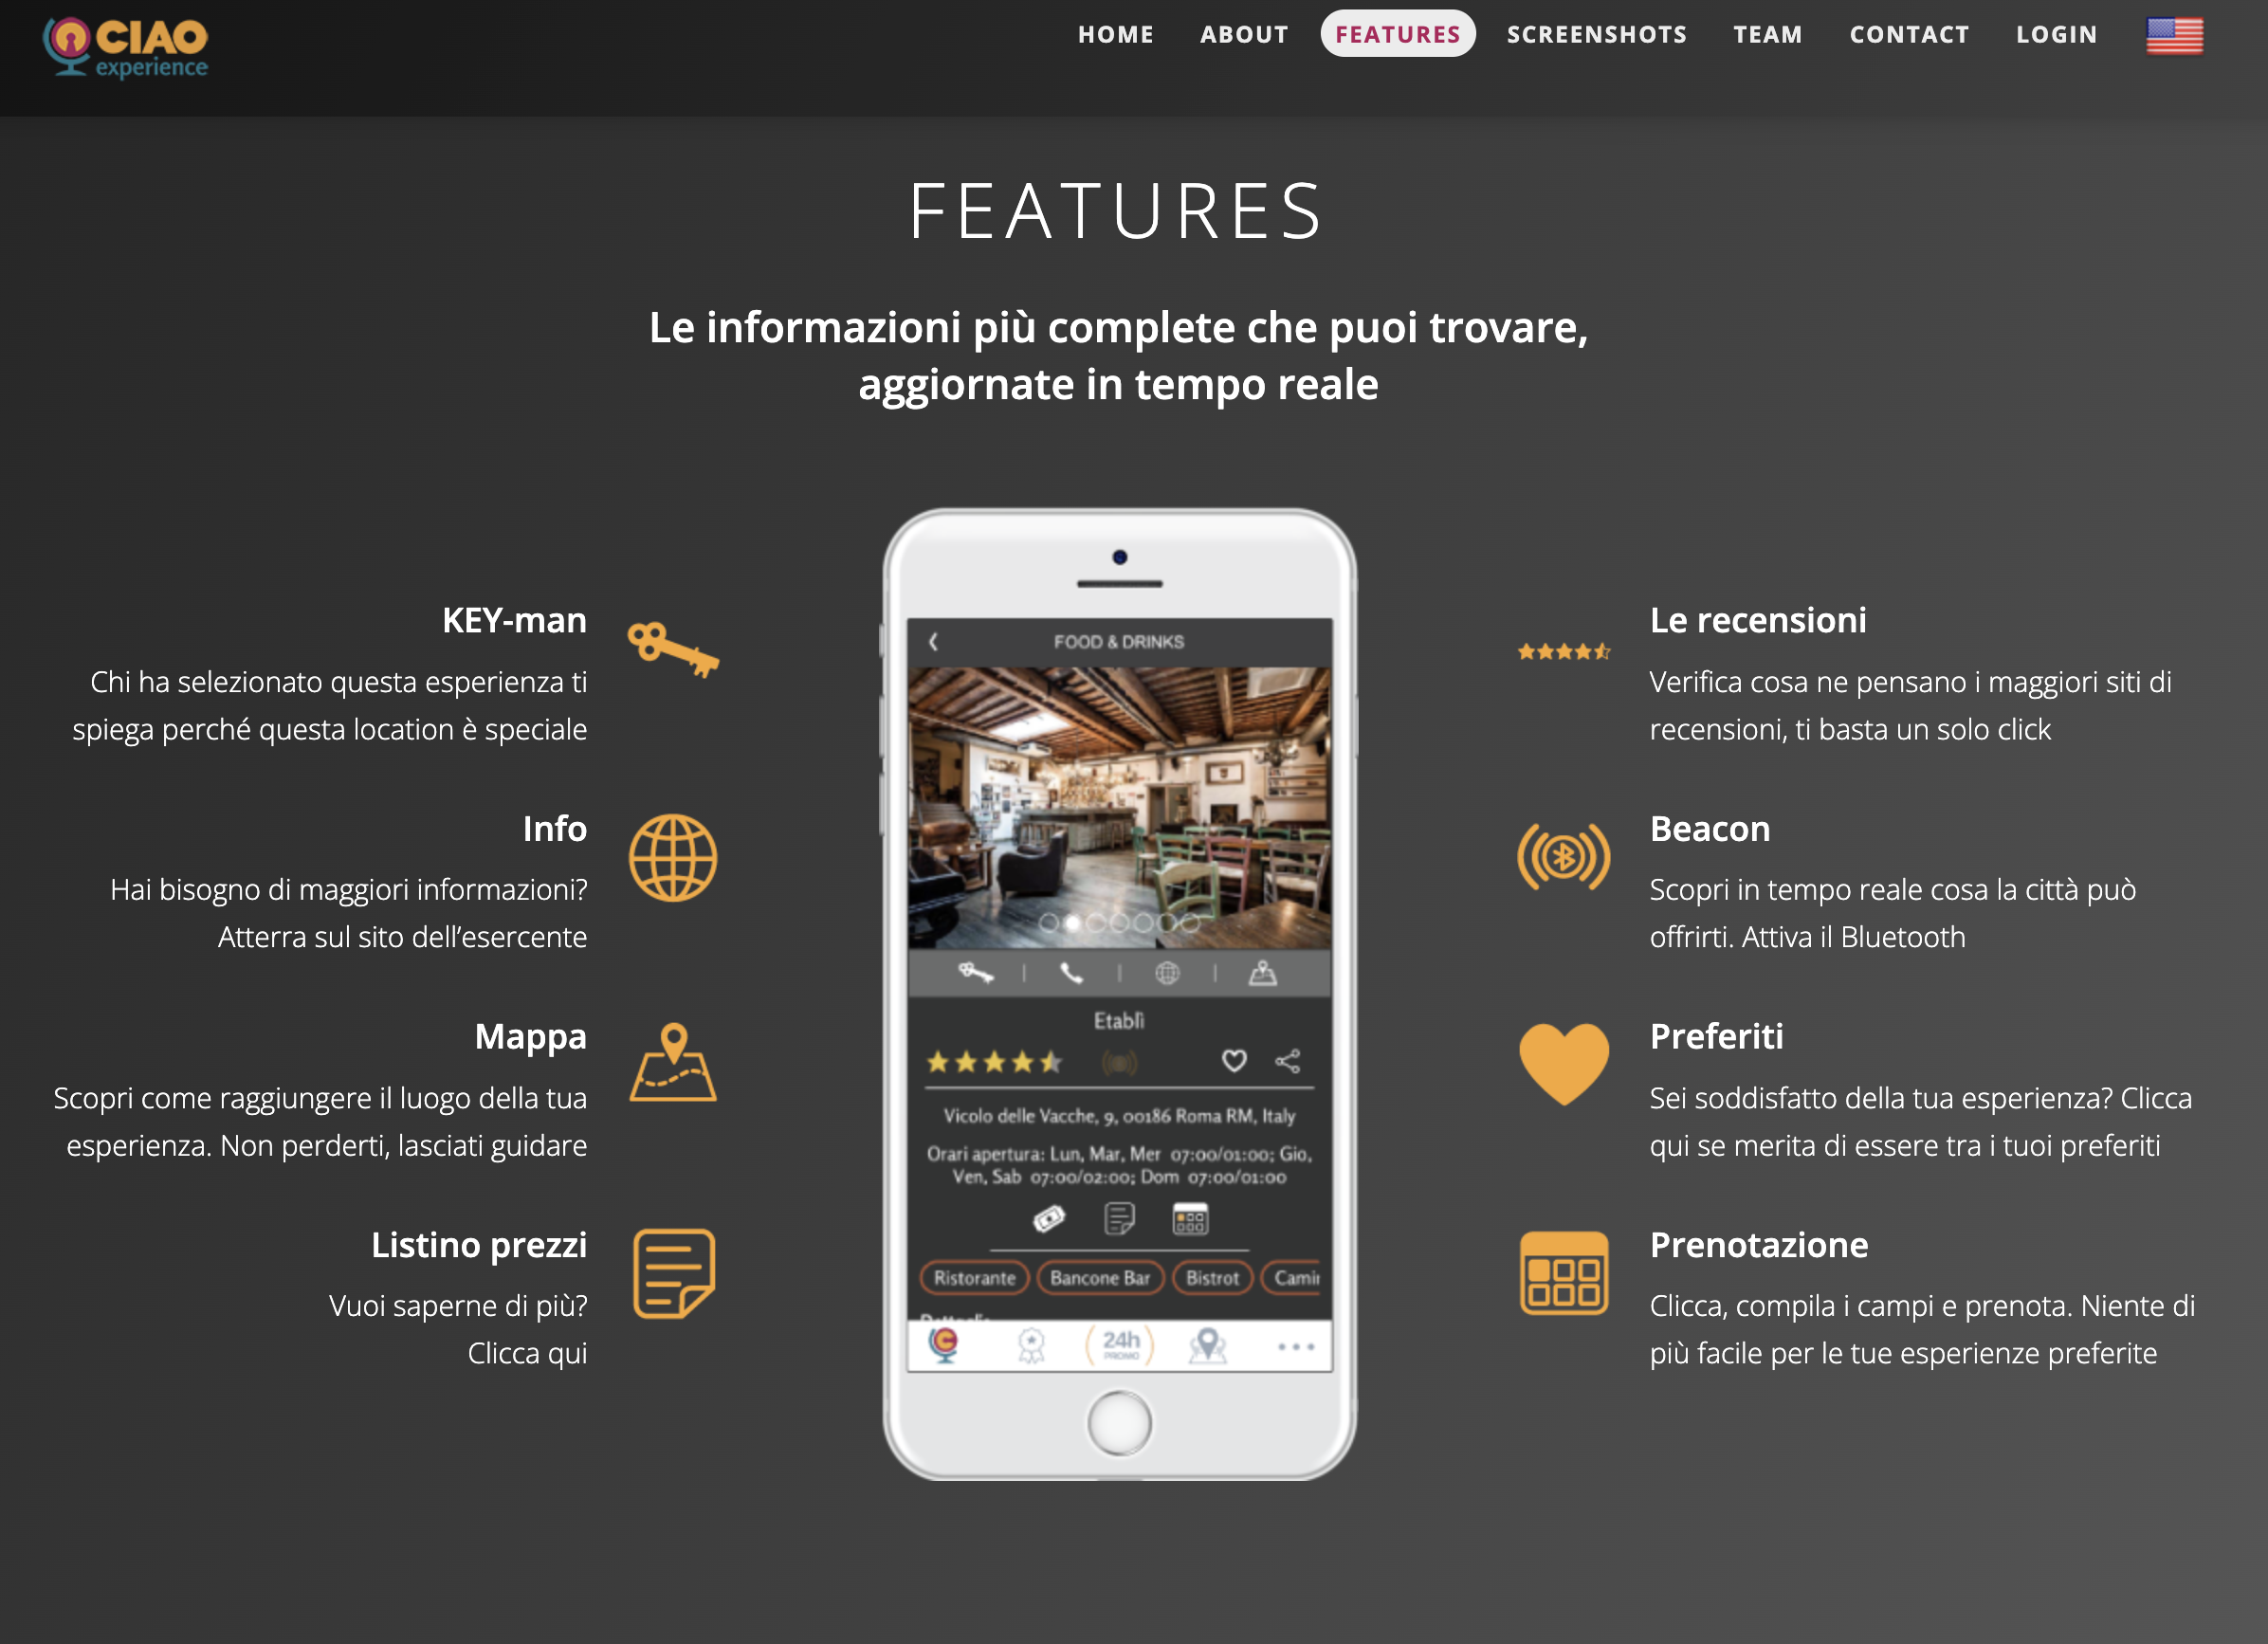 CIAO
experience
HOME ABOUT FEATURES SCREENSHOTS TEAM CONTACT LOGIN
FEATURES
Le informazioni più complete che puoi trovare,
aggiornate in tempo reale
KEY-man
Chi ha selezionato questa esperienza ti
spiega perché questa location è speciale
Info
Hai bisogno di maggiori informazioni?
Atterra sul sito dell’esercente
Mappa
Scopri come raggiungere il luogo della tua
esperienza. Non perderti, lasciati guidare
Listino prezzi
Vuoi saperne di più?
Clicca qui
FOOD & DRINKS
Etablì
Vicolo delle Vacche, 9, 00186 Roma RM, Italy
Orari apertura: Lun, Mar, Mer 07:00/01:00; Gio,
Ven, Sab 07:00/02:00; Dom 07:00/01:00
Ristorante Bancone Bar Bistrot
24h
PROMO
Le recensioni
Verifica cosa ne pensano i maggiori siti di
recensioni, ti basta un solo click
Beacon
Scopri in tempo reale cosa la città può
offrirti. Attiva il Bluetooth
Preferiti
Sei soddisfatto della tua esperienza? Clicca
qui se merita di essere tra i tuoi preferiti
Prenotazione
Clicca, compila i campi e prenota. Niente di
più facile per le tue esperienze preferite